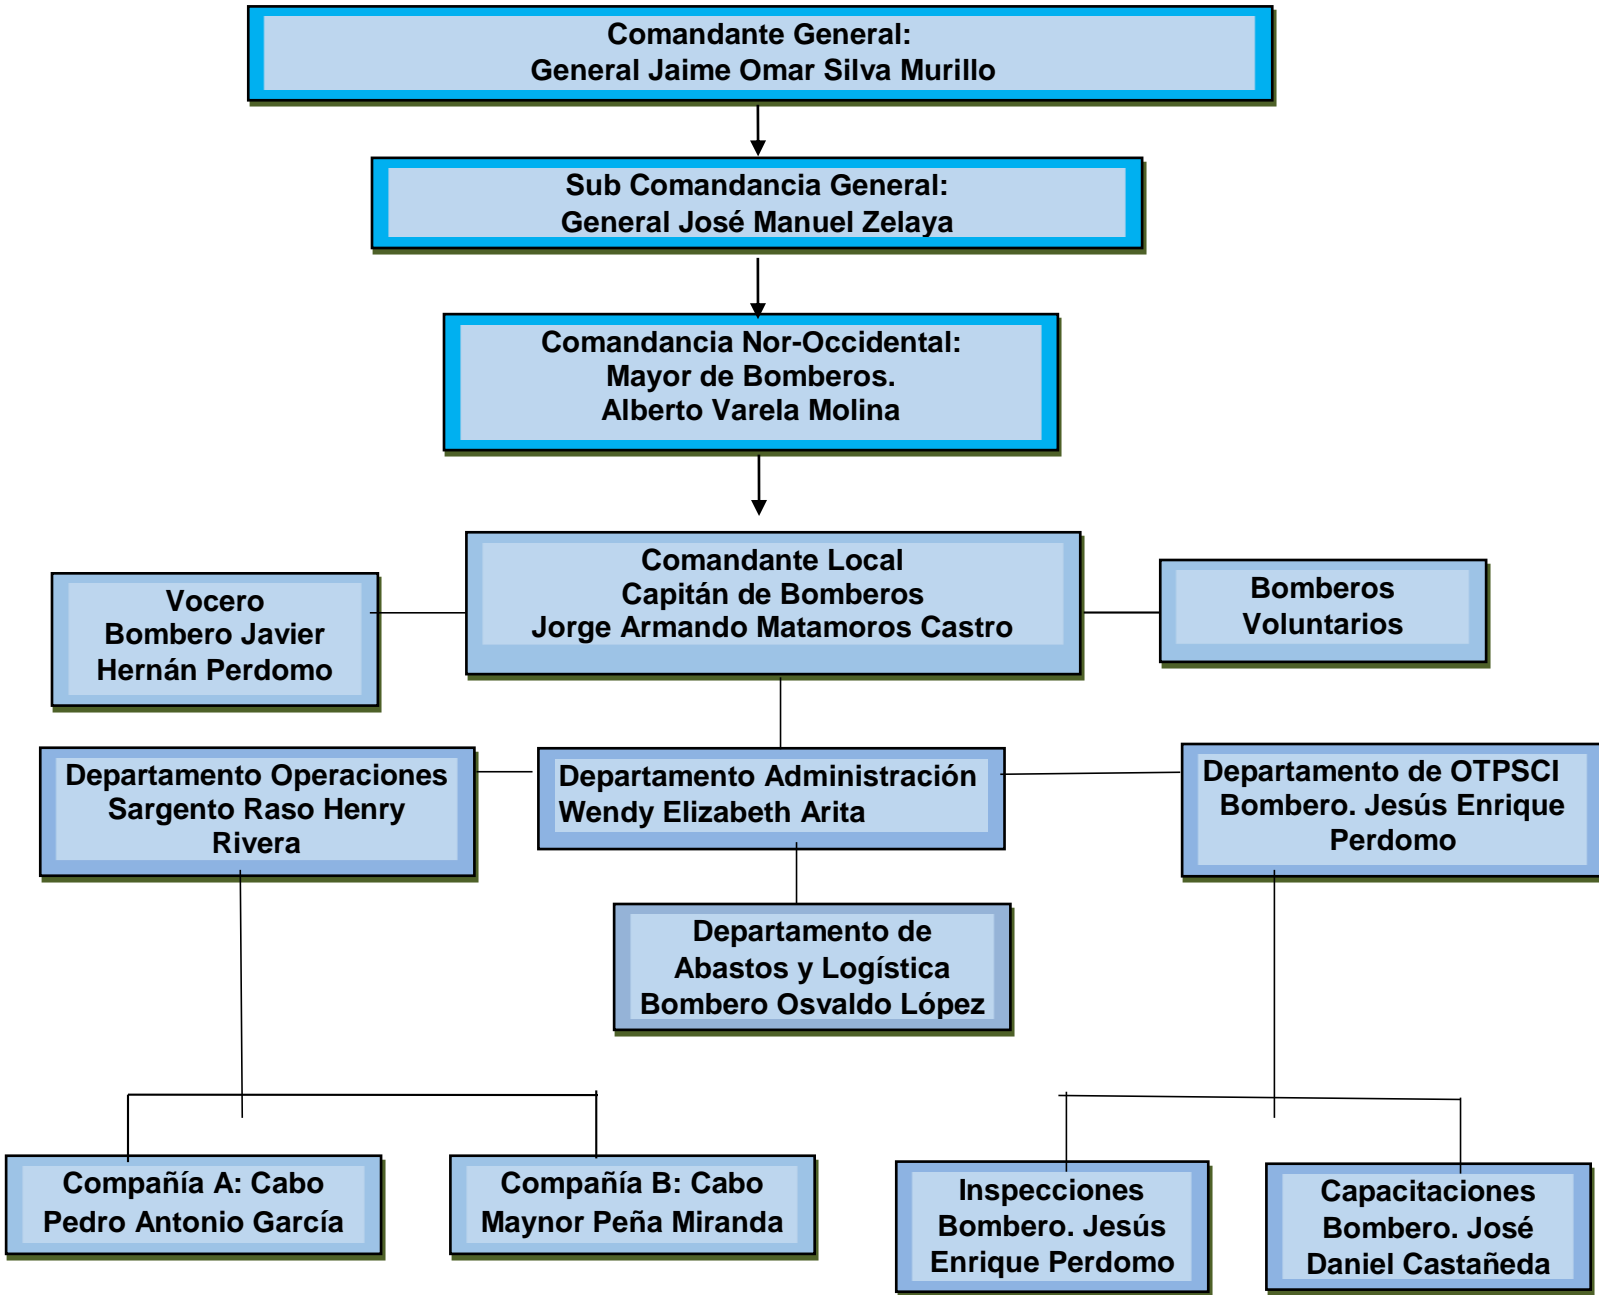 Comandante General:
General Jaime Omar Silva Murillo
Sub Comandancia General:
General José Manuel Zelaya
Comandancia Nor-Occidental:
Mayor de Bomberos.
Alberto Varela Molina
Comandante Local
Capitán de Bomberos
Jorge Armando Matamoros Castro
Vocero
Bombero Javier
Hernán Perdomo
Bomberos
Voluntarios
Departamento Operaciones
Sargento Raso Henry
Rivera
Departamento Administración
Wendy Elizabeth Arita
Departamento de OTPSCI
Bombero. Jesús Enrique
Perdomo
Departamento de
Abastos y Logística
Bombero Osvaldo López
Compañía A: Cabo
Pedro Antonio García
Compañía B: Cabo
Maynor Peña Miranda
Inspecciones
Bombero. Jesús
Enrique Perdomo
Capacitaciones
Bombero. José
Daniel Castañeda